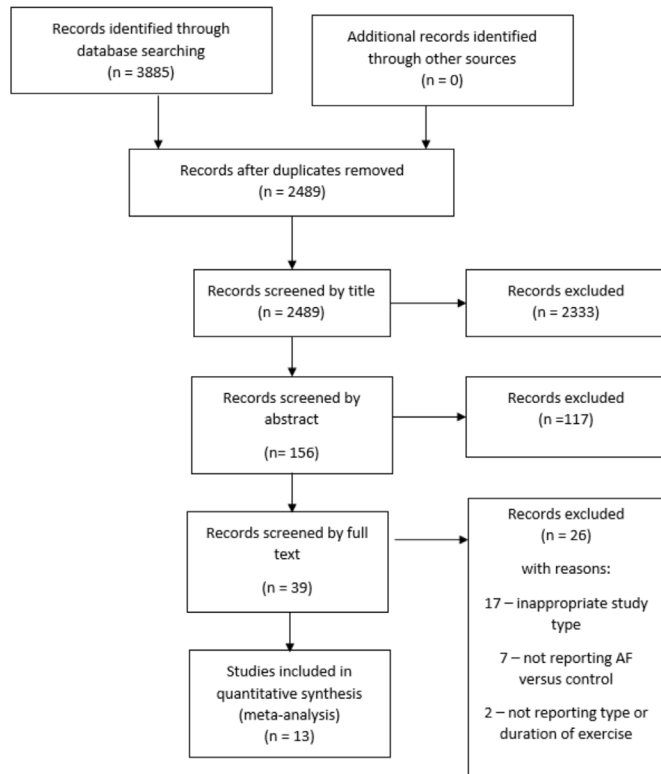 Records identified through
database searching
(n = 3885)
Additional records identified
through other sources
(n = 0)
Records after duplicates removed
(n = 2489)
Records screened by title
(n = 2489)
Records excluded
(n = 2333)
Records screened by
abstract
(n= 156)
Records excluded
(n =117)
Records screened by full
text
(n = 39)
Records excluded
(n = 26)
with reasons:
17 – inappropriate study
type
7 – not reporting AF
versus control
2 – not reporting type or
duration of exercise
Studies included in
quantitative synthesis
(meta-analysis)
(n = 13)